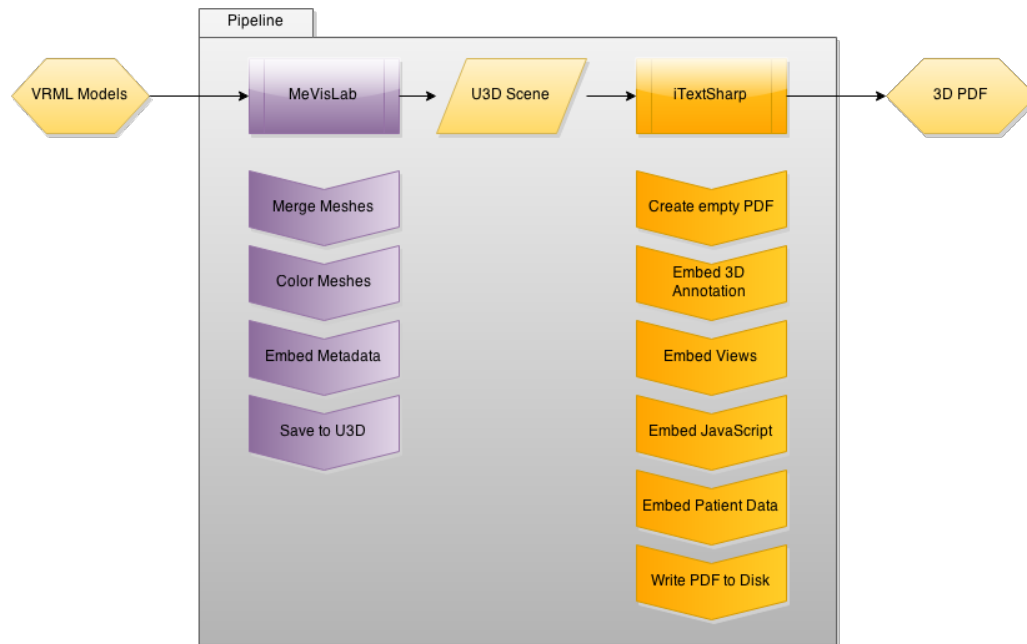 Pipeline
VRML Models
MeVisLab
U3D Scene
iTextSharp
3D PDF
Merge Meshes
Color Meshes
Embed Metadata
Save to U3D
Create empty PDF
Embed 3D
Annotation
Embed Views
Embed JavaScript
Embed Patient Data
Write PDF to Disk